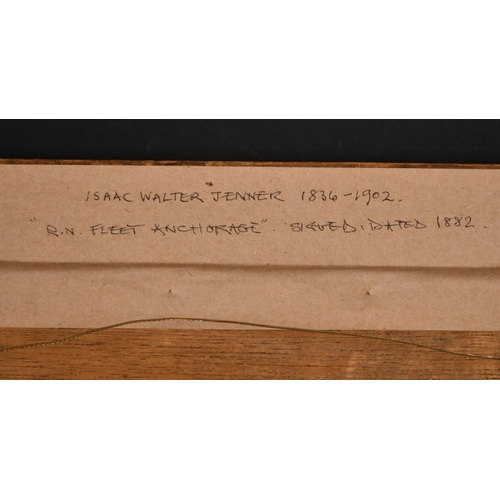 ISAAC WALTER JENNER 1836-1902.
"R.N. FLEET ANCHORAGE". SIGNED, DATED 1882.